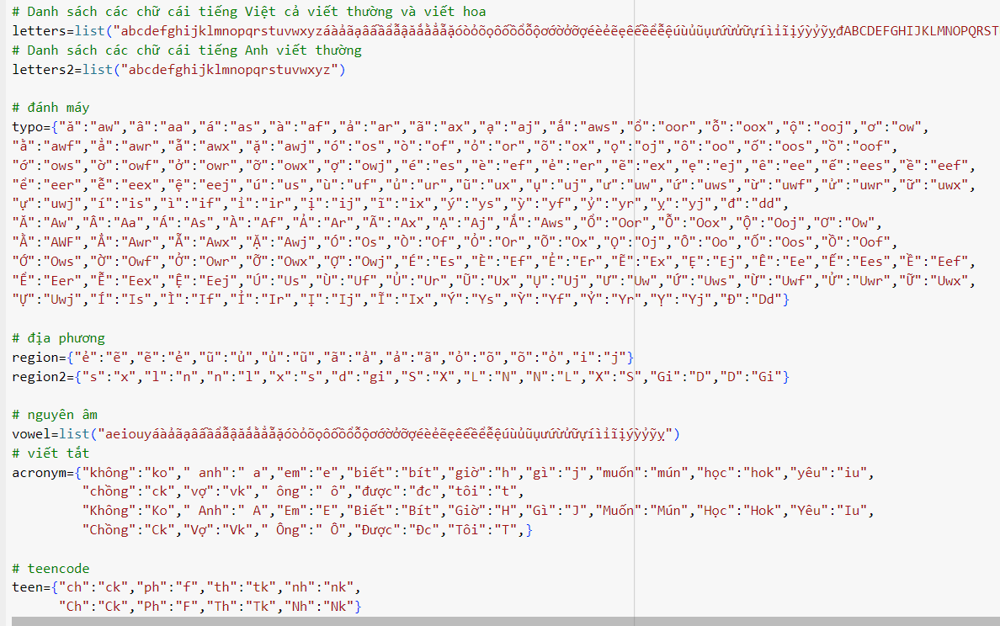 # Danh sách các chữ cái tiếng Việt cả viết thường và viết hoa
letters=list("abcdefghijklmnopqrstuvwxyzáàảãạâấầẩẫậăắằẳẵặóòỏõọôốồổỗộơớờởỡợéèẻẽẹêếềểễệúùủũụưứừửữựíìỉĩịýỳỷỹỵđABCDEFGHIJKLMNOPQRST
# Danh sách các chữ cái tiếng Anh viết thường
letters2=list("abcdefghijklmnopqrstuvwxyz")
# đánh máy
typo={"ă":"aw","â":"aa","á":"as","à":"af","ả":"ar","ã":"ax","ạ":"aj","ắ":"aws","ổ":"oor","ỗ":"oox","ộ":"ooj","ơ":"ow",
"ằ":"awf","ẳ":"awr","ẵ":"awx","ặ":"awj","ó":"os","ò":"of","ỏ":"or","õ":"ox","ọ":"oj","ô":"oo","ố":"oos","ồ":"oof",
"ớ":"ows","ờ":"owf","ở":"owr","ỡ":"owx","ợ":"owj","é":"es","è":"ef","ẻ":"er","ẽ":"ex","ẹ":"ej","ê":"ee","ế":"ees","ề":"eef",
"ể":"eer","ễ":"eex","ệ":"eej","ú":"us","ù":"uf","ủ":"ur","ũ":"ux","ụ":"uj","ư":"uw","ứ":"uws","ừ":"uwf","ử":"uwr","ữ":"uwx",
"ự":"uwj","í":"is","ì":"if","ỉ":"ir","ị":"ij","ĩ":"ix","ý":"ys","ỳ":"yf","ỷ":"yr","ỵ":"yj","đ":"dd",
"Ă":"Aw","Â":"Aa","Á":"As","À":"Af","Ả":"Ar","Ã":"Ax","Ạ":"Aj","Ắ":"Aws","Ổ":"Oor","Ỗ":"Oox","Ộ":"Ooj","Ơ":"Ow",
"Ằ":"AWF","Ẳ":"Awr","Ẵ":"Awx","Ặ":"Awj","Ó":"Os","Ò":"Of","Ỏ":"Or","Õ":"Ox","Ọ":"Oj","Ô":"Oo","Ố":"Oos","Ồ":"Oof",
"Ớ":"Ows","Ờ":"Owf","Ở":"Owr","Ỡ":"Owx","Ợ":"Owj","É":"Es","È":"Ef","Ẻ":"Er","Ẽ":"Ex","Ẹ":"Ej","Ê":"Ee","Ế":"Ees","Ề":"Eef",
"Ể":"Eer","Ễ":"Eex","Ệ":"Eej","Ú":"Us","Ù":"Uf","Ủ":"Ur","Ũ":"Ux","Ụ":"Uj","Ư":"Uw","Ứ":"Uws","Ừ":"Uwf","Ử":"Uwr","Ữ":"Uwx",
"Ự":"Uwj","Í":"Is","Ì":"If","Ỉ":"Ir","Ị":"Ij","Ĩ":"Ix","Ý":"Ys","Ỳ":"Yf","Ỷ":"Yr","Ỵ":"Yj","Đ":"Dd"}
# địa phương
region={"ẻ":"ẽ","ẽ":"ẻ","ũ":"ủ","ủ":"ũ","ã":"ả","ả":"ã","ỏ":"õ","õ":"ỏ","i":"j"}
region2={"s":"x","l":"n","n":"l","x":"s","d":"gi","S":"X","L":"N","N":"L","X":"S","Gi":"D","D":"Gi"}
# nguyên âm
vowel=list("aeiouyáàảãạâấầẩẫậăắằẳẵặóòỏõọôốồổỗộơớờởỡợéèẻẽẹêếềểễệúùủũụưứừửữựíìỉĩịýỳỷỹỵ")
# viết tắt
acronym={"không":"ko"," anh":" a","em":"e","biết":"bít","giờ":"h","gì":"j","muốn":"mún","học":"hok","yêu":"iu",
"chồng":"ck","vợ":"vk"," ông":" ô","được":"đc","tôi":"t",
"Không":"Ko"," Anh":" A","Em":"E","Biết":"Bít","Giờ":"H","Gì":"J","Muốn":"Mún","Học":"Hok","Yêu":"Iu",
"Chồng":"Ck","Vợ":"Vk"," Ông":" Ô","Được":"Đc","Tôi":"T",}
# teencode
teen={"ch":"ck","ph":"f","th":"tk","nh":"nk",
"Ch":"Ck","Ph":"F","Th":"Tk","Nh":"Nk"}